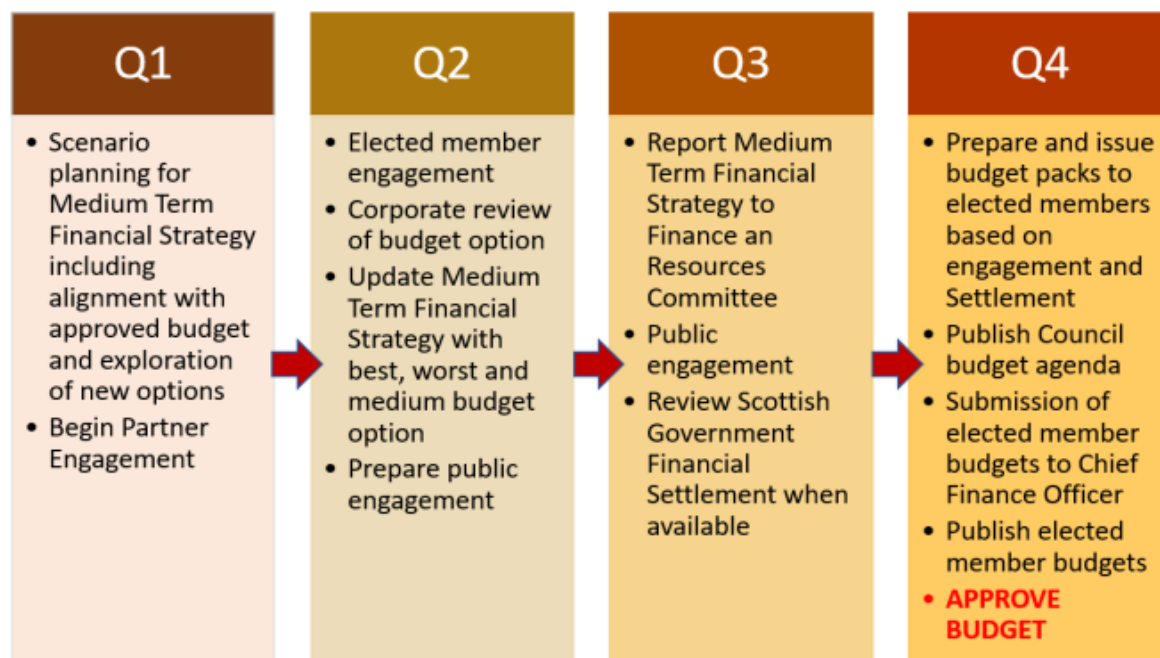 Q1
• Scenario
planning for
Medium Term
Financial Strategy
including
alignment with
approved budget
and exploration
of new options
• Begin Partner
Engagement
Q2
• Elected member
engagement
• Corporate review
of budget option
• Update Medium
Term Financial
Strategy with
best, worst and
medium budget
option
• Prepare public
engagement
Q3
• Report Medium
Term Financial
Strategy to
Finance an
Resources
Committee
• Public
engagement
• Review Scottish
Government
Financial
Settlement when
available
Q4
• Prepare and issue
budget packs to
elected members
based on
engagement and
Settlement
• Publish Council
budget agenda
• Submission of
elected member
budgets to Chief
Finance Officer
• Publish elected
member budgets
• APPROVE
BUDGET